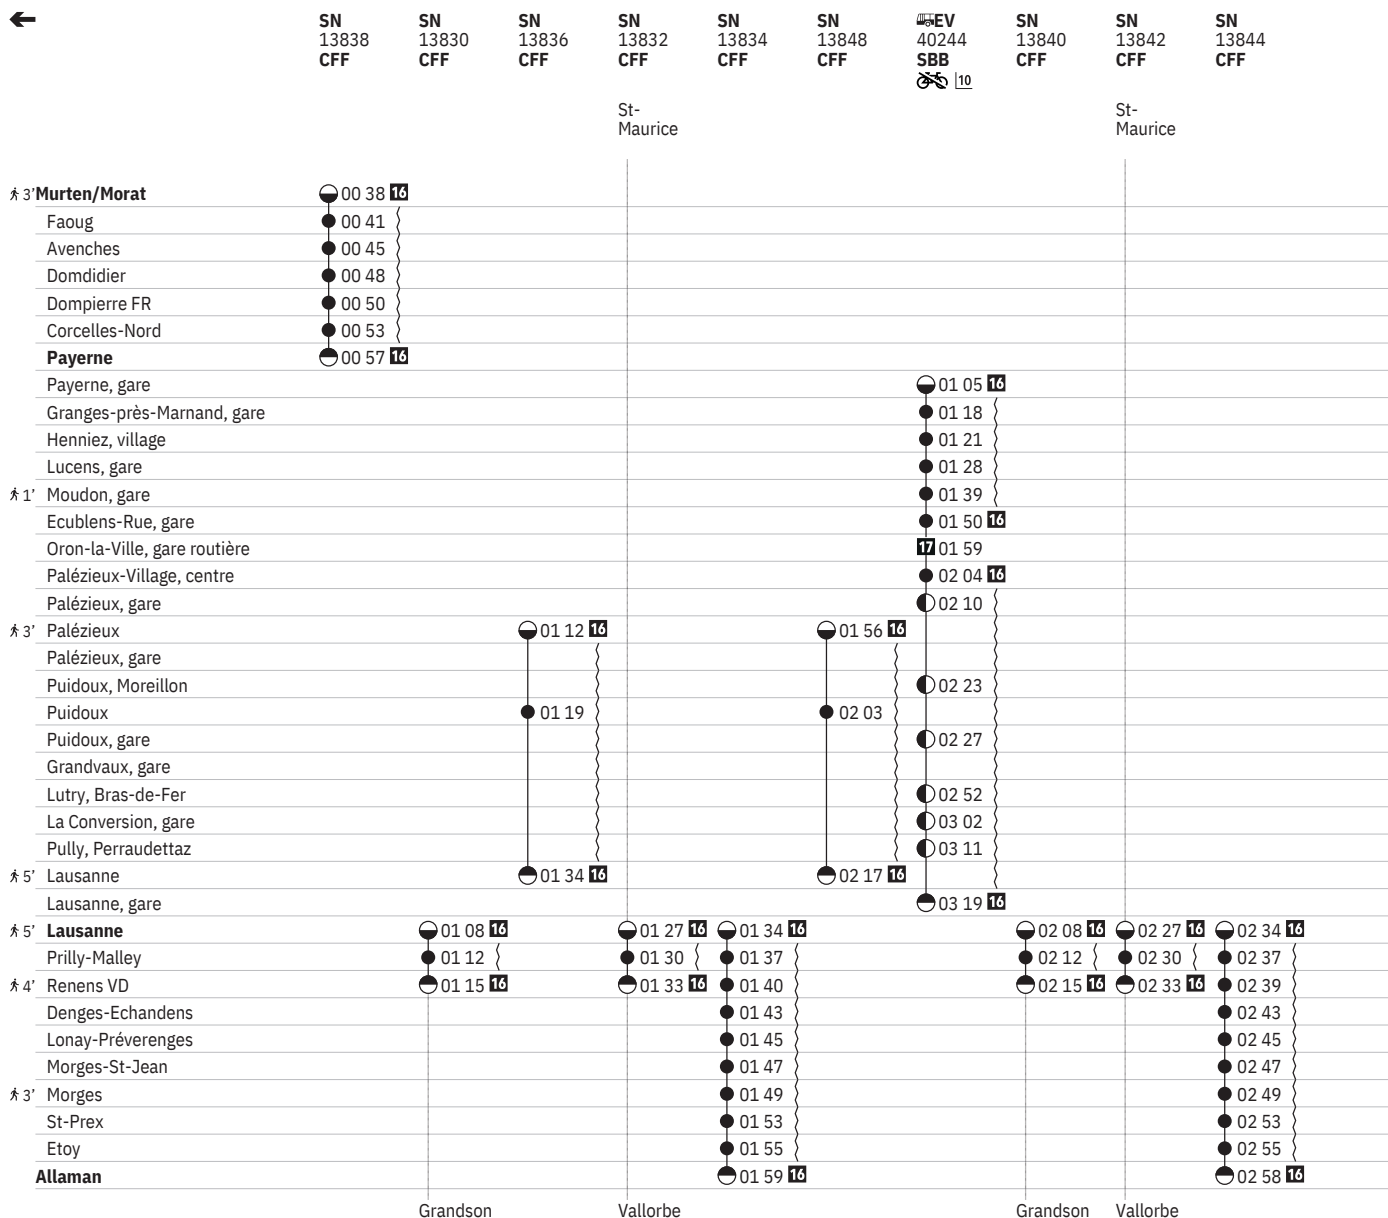 SN SN SN SN SN SN EV SN SN SN
13838 13830 13836 13832 13834 13848 40244 13840 13842 13844
CFF CFF CFF CFF CFF CFF SBB CFF CFF CFF
10
St- St-
Maurice Maurice
3' Murten/Morat 00 38 16
Faoug 00 41
Avenches 00 45
Domdidier 00 48
Dompierre FR 00 50
Corcelles-Nord 00 53
Payerne 00 57 16
Payerne, gare 01 05 16
Granges-près-Marnand, gare 01 18
Henniez, village 01 21
Lucens, gare 01 28
1' Moudon, gare 01 39
Ecublens-Rue, gare 01 50 16
Oron-la-Ville, gare routière 17 01 59
Palézieux-Village, centre 02 04 16
Palézieux, gare 02 10
3' Palézieux 01 12 16 01 56 16
Palézieux, gare
Puidoux, Moreillon 02 23
Puidoux 01 19 02 03
Puidoux, gare 02 27
Grandvaux, gare
Lutry, Bras-de-Fer 02 52
La Conversion, gare 03 02
Pully, Perraudettaz 03 11
5' Lausanne 01 34 16 02 17 16
Lausanne, gare 03 19 16
5' Lausanne 01 08 16 01 27 16 01 34 16 02 08 16 02 27 16 02 34 16
Prilly-Malley 01 12 01 30 01 37 02 12 02 30 02 37
4' Renens VD 01 15 16 01 33 16 01 40 02 15 16 02 33 16 02 39
Denges-Echandens 01 43 02 43
Lonay-Préverenges 01 45 02 45
Morges-St-Jean 01 47 02 47
3' Morges 01 49 02 49
St-Prex 01 53 02 53
Etoy 01 55 02 55
Allaman 01 59 16 02 58 16
Grandson Vallorbe Grandson Vallorbe